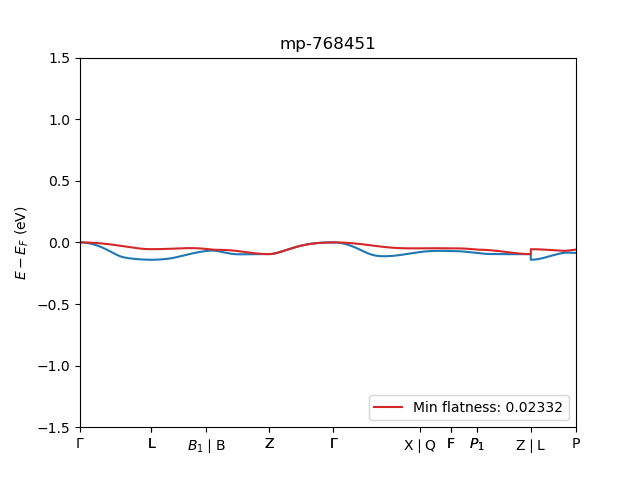 mp-768451
E − E_F (eV)
1.5
1.0
0.5
0.0
−0.5
−1.0
−1.5
Min flatness: 0.02332
Γ L B₁ | B Z Γ X | Q F P₁ Z | L P